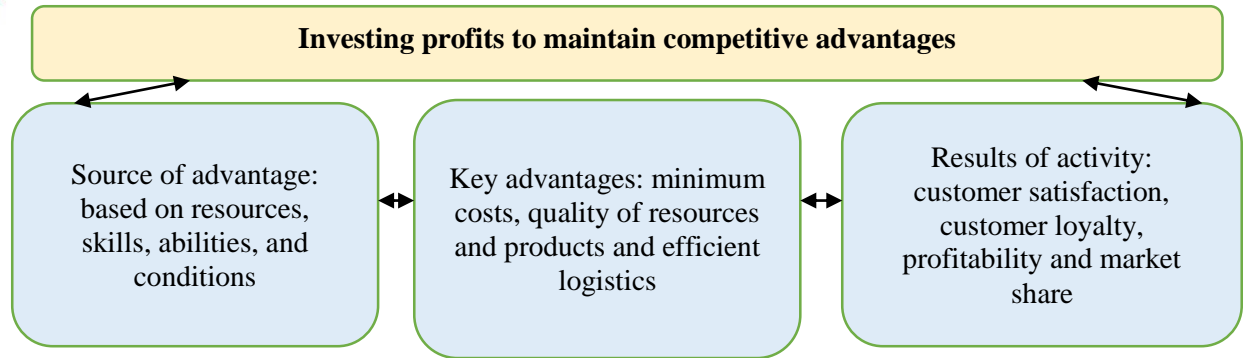 Investing profits to maintain competitive advantages
Source of advantage:
based on resources,
skills, abilities, and
conditions
Key advantages: minimum
costs, quality of resources
and products and efficient
logistics
Results of activity:
customer satisfaction,
customer loyalty,
profitability and market
share